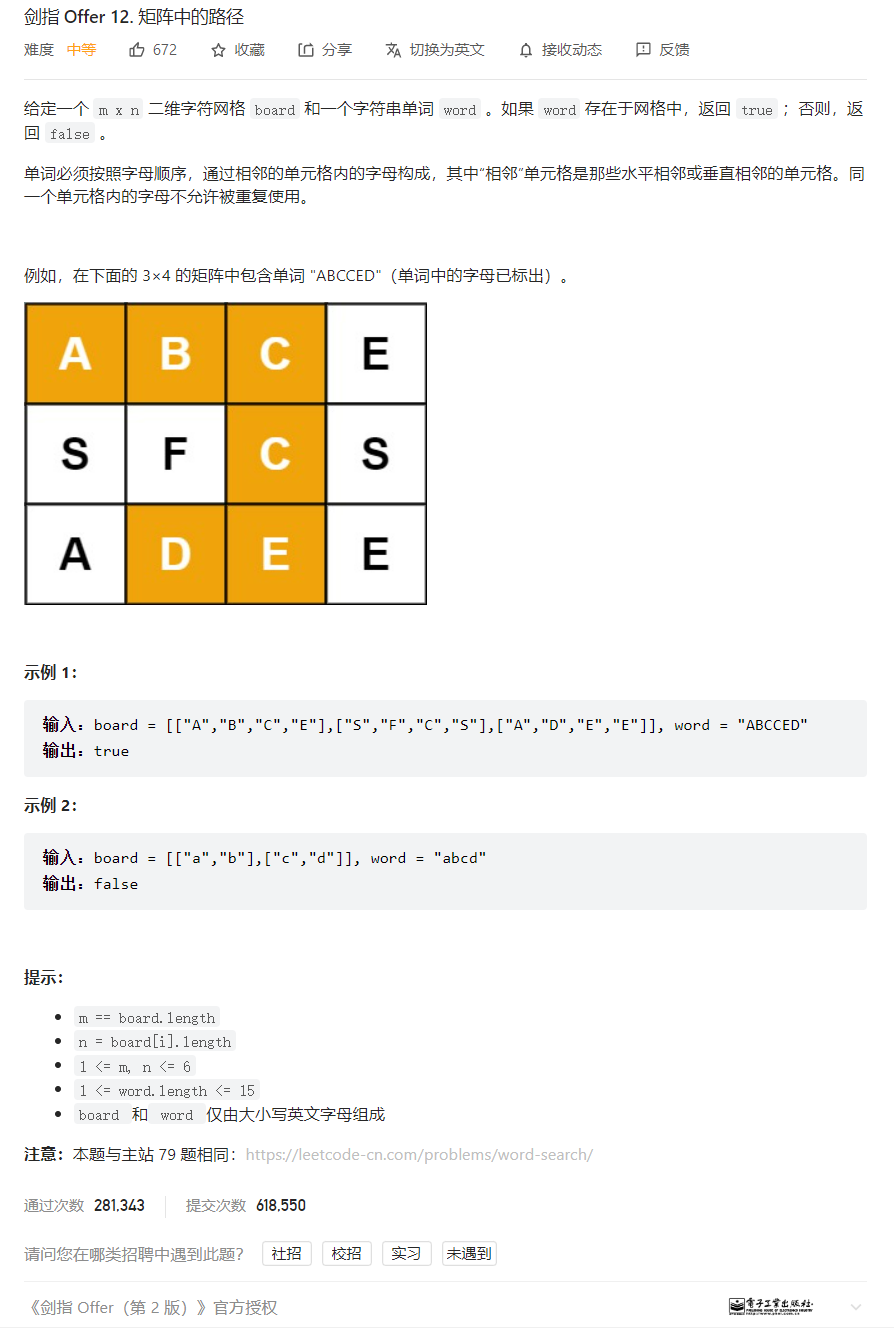 剑指 Offer 12. 矩阵中的路径
难度 中等 672 收藏 分享 切换为英文 接收动态 反馈
给定一个 m x n 二维字符网格 board 和一个字符串单词 word 。如果 word 存在于网格中，返回 true ；否则，返
回 false 。
单词必须按照字母顺序，通过相邻的单元格内的字母构成，其中“相邻”单元格是那些水平相邻或垂直相邻的单元格。同
一个单元格内的字母不允许被重复使用。
例如，在下面的 3×4 的矩阵中包含单词 "ABCCED"（单词中的字母已标出）。
A B C E
S F C S
A D E E
示例 1：
输入：board = [["A","B","C","E"],["S","F","C","S"],["A","D","E","E"]], word = "ABCCED"
输出：true
示例 2：
输入：board = [["a","b"],["c","d"]], word = "abcd"
输出：false
提示：
m == board.length
n = board[i].length
1 <= m, n <= 6
1 <= word.length <= 15
board 和 word 仅由大小写英文字母组成
注意：本题与主站 79 题相同：https://leetcode-cn.com/problems/word-search/
通过次数 281,343 提交次数 618,550
请问您在哪类招聘中遇到此题？ 社招 校招 实习 未遇到
《剑指 Offer（第 2 版）》官方授权 电子工业出版社